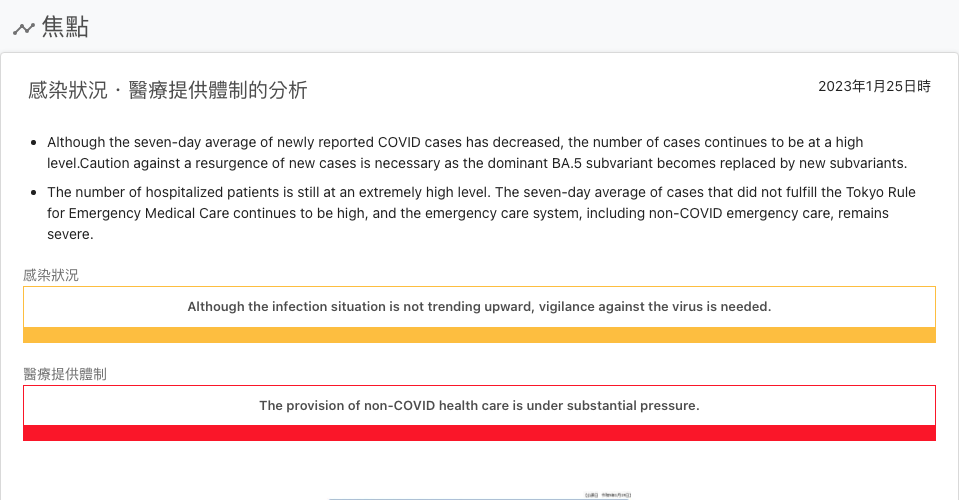 焦點
感染狀況・醫療提供體制的分析
2023年1月25日時
Although the seven-day average of newly reported COVID cases has decreased, the number of cases continues to be at a high
level.Caution against a resurgence of new cases is necessary as the dominant BA.5 subvariant becomes replaced by new subvariants.
The number of hospitalized patients is still at an extremely high level. The seven-day average of cases that did not fulfill the Tokyo Rule
for Emergency Medical Care continues to be high, and the emergency care system, including non-COVID emergency care, remains
severe.
感染狀況
Although the infection situation is not trending upward, vigilance against the virus is needed.
醫療提供體制
The provision of non-COVID health care is under substantial pressure.